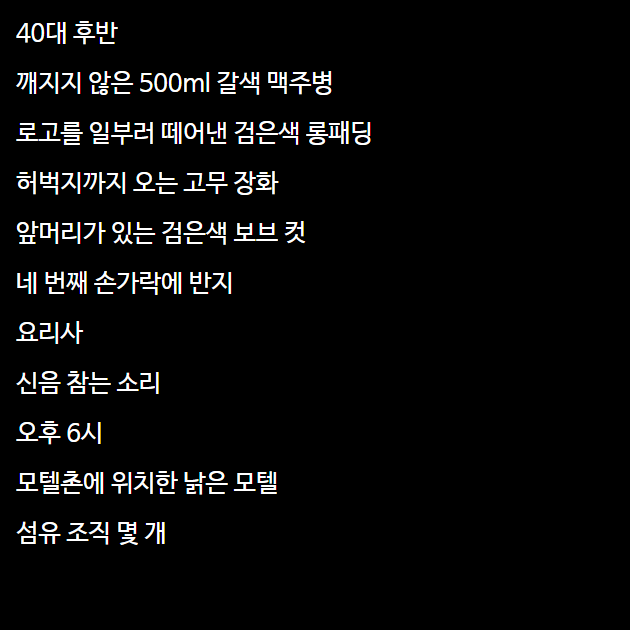 40대 후반
깨지지 않은 500ml 갈색 맥주병
로고를 일부러 떼어낸 검은색 롱패딩
허벅지까지 오는 고무 장화
앞머리가 있는 검은색 보브 컷
네 번째 손가락에 반지
요리사
신음 참는 소리
오후 6시
모텔촌에 위치한 낡은 모텔
섬유 조직 몇 개